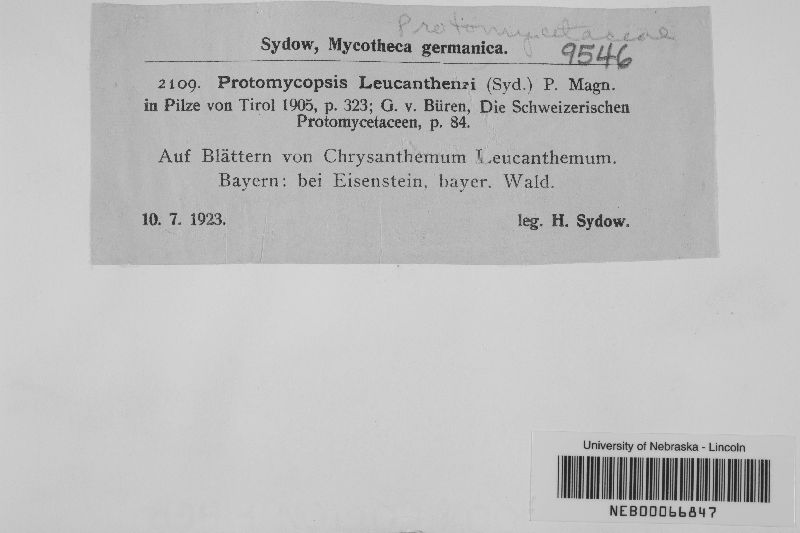 Protomycetaceae
Sydow, Mycotheca germanica.
9546
2109. Protomycopsis Leucanthemi (Syd.) P. Magn.
in Pilze von Tirol 1905, p. 323; G. v. Büren, Die Schweizerischen
Protomycetaceen, p. 84.
Auf Blättern von Chrysanthemum Leucanthemum.
Bayern: bei Eisenstein, bayer. Wald.
10. 7. 1923. leg. H. Sydow.
University of Nebraska - Lincoln
NEB00066847